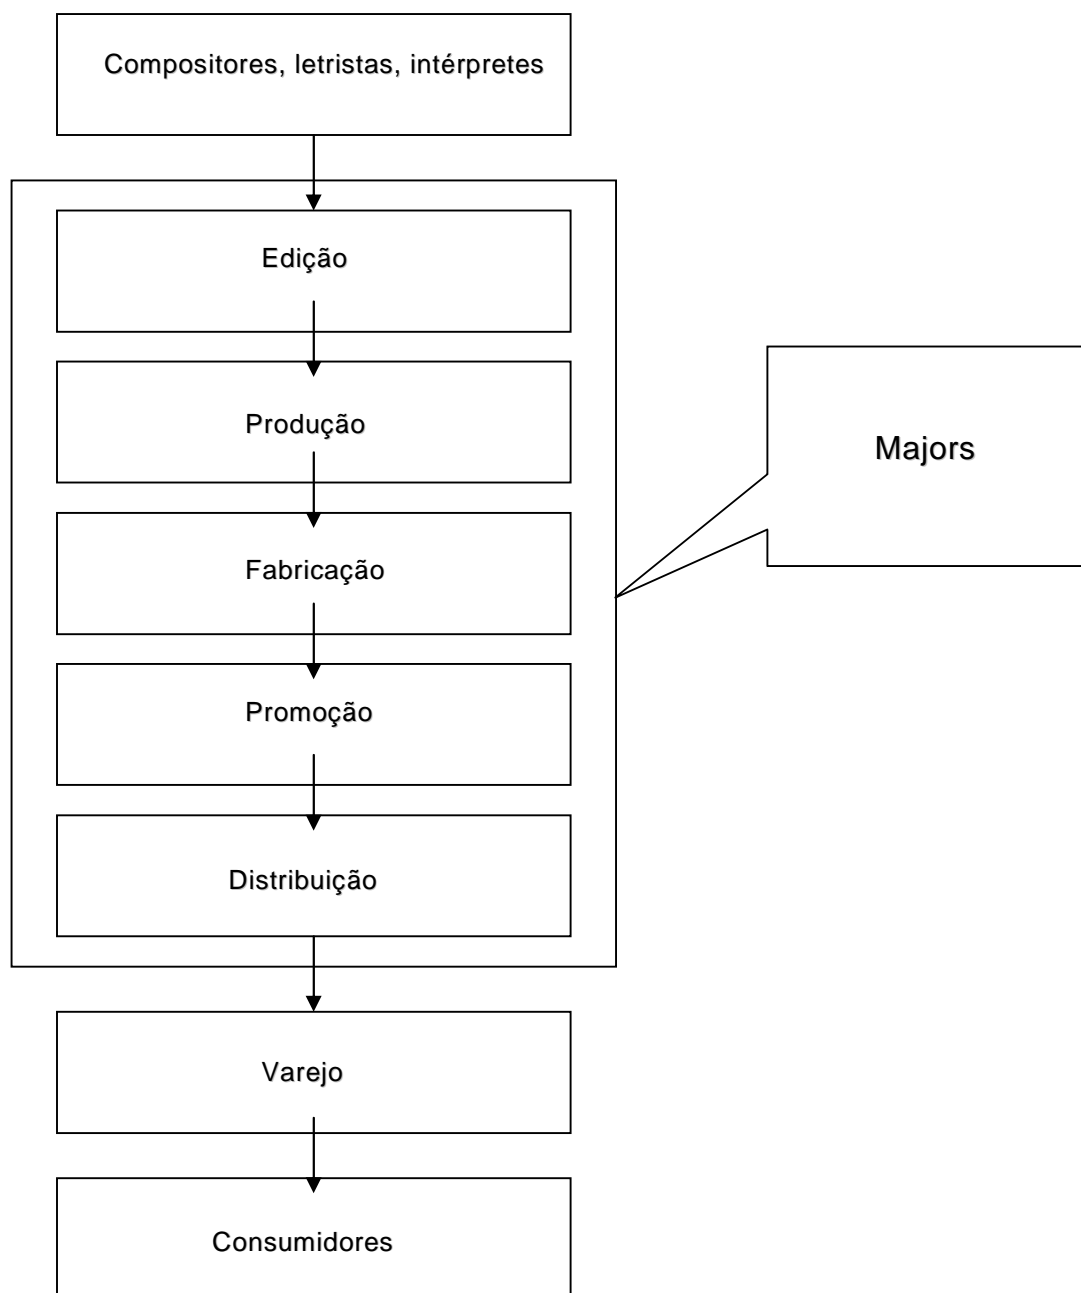 Compositores, letristas, intérpretes
Edição
Produção
Majors
Fabricação
Promoção
Distribuição
Varejo
Consumidores